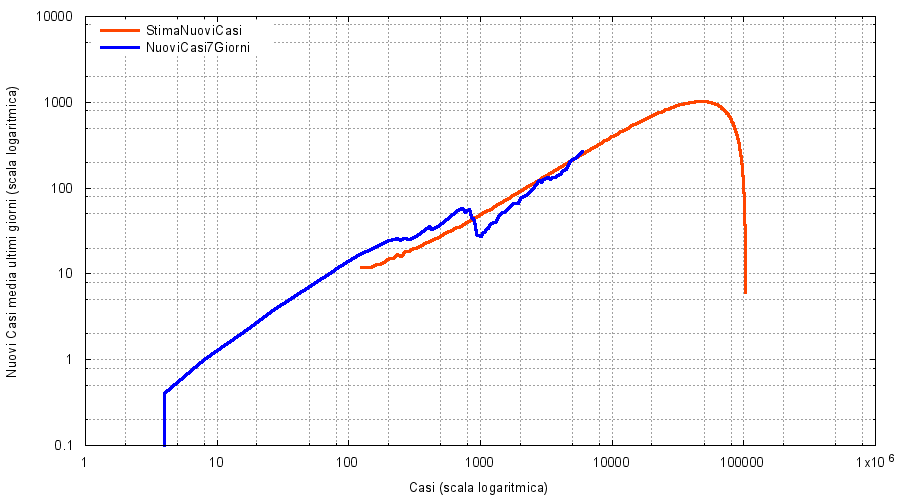 10000
StimaNuoviCasi
NuoviCasi7Giorni
1000
100
10
1
0.1
Nuovi Casi media ultimi giorni (scala logaritmica)
1 10 100 1000 10000 100000 1x10 6
Casi (scala logaritmica)